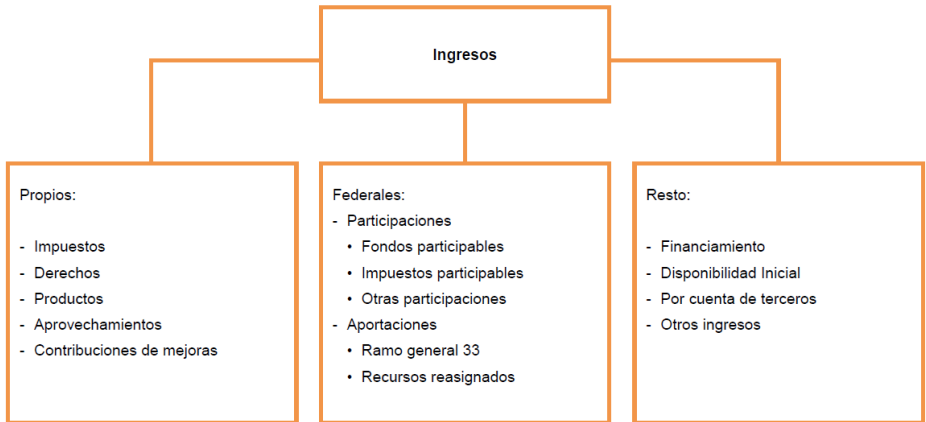 Ingresos
Propios:
- Impuestos
- Derechos
- Productos
- Aprovechamientos
- Contribuciones de mejoras
Federales:
- Participaciones
• Fondos participables
• Impuestos participables
• Otras participaciones
- Aportaciones
• Ramo general 33
• Recursos reasignados
Resto:
- Financiamiento
- Disponibilidad Inicial
- Por cuenta de terceros
- Otros ingresos